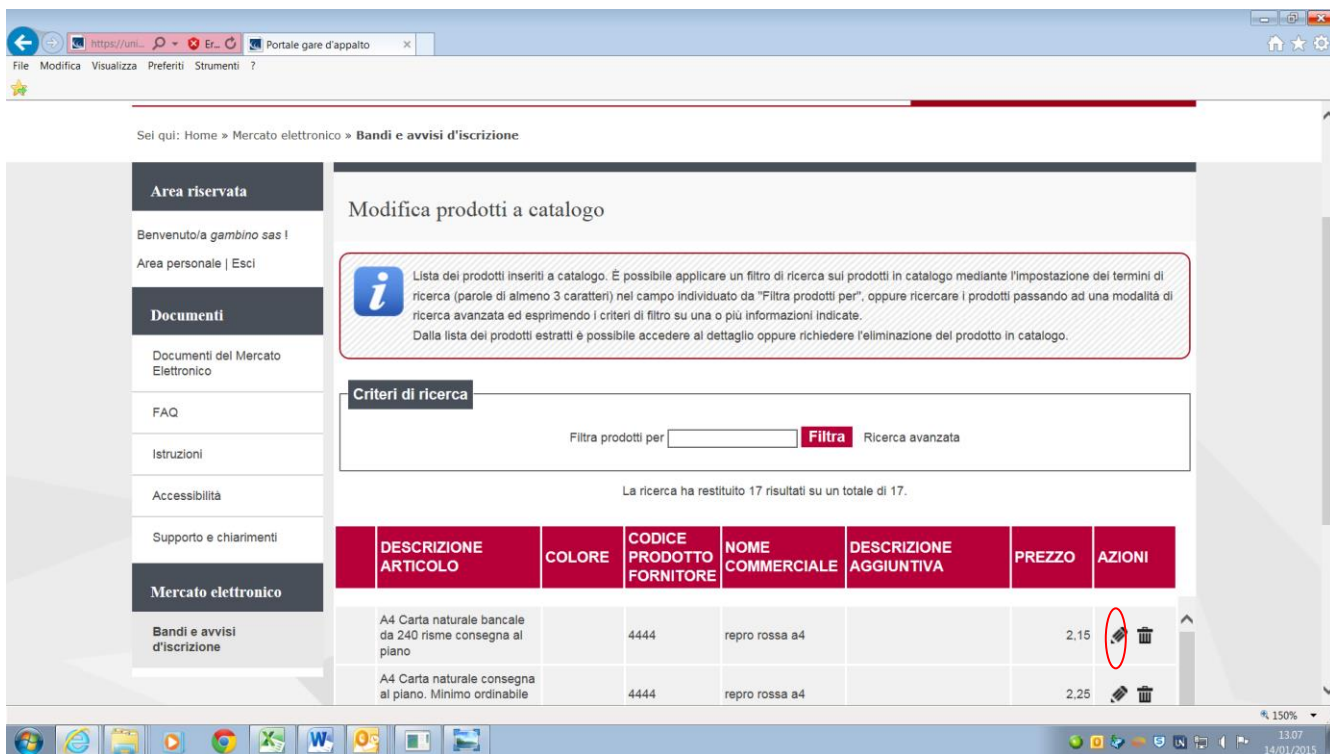 https://uni...
Er...
Portale gare d'appalto
File Modifica Visualizza Preferiti Strumenti ?
Sei qui: Home » Mercato elettronico » Bandi e avvisi d'iscrizione
Area riservata
Benvenuto/a gambino sas !
Area personale | Esci
Documenti
Documenti del Mercato
Elettronico
FAQ
Istruzioni
Accessibilità
Supporto e chiarimenti
Mercato elettronico
Bandi e avvisi
d'iscrizione
Modifica prodotti a catalogo
Lista dei prodotti inseriti a catalogo. È possibile applicare un filtro di ricerca sui prodotti in catalogo mediante l'impostazione dei termini di
ricerca (parole di almeno 3 caratteri) nel campo individuato da "Filtra prodotti per", oppure ricercare i prodotti passando ad una modalità di
ricerca avanzata ed esprimendo i criteri di filtro su una o più informazioni indicate.
Dalla lista dei prodotti estratti è possibile accedere al dettaglio oppure richiedere l'eliminazione del prodotto in catalogo.
Criteri di ricerca
Filtra prodotti per Filtra Ricerca avanzata
La ricerca ha restituito 17 risultati su un totale di 17.
DESCRIZIONE ARTICOLO COLORE CODICE PRODOTTO FORNITORE NOME COMMERCIALE DESCRIZIONE AGGIUNTIVA PREZZO AZIONI
A4 Carta naturale bancale
da 240 risme consegna al
piano
4444 repro rossa a4 2,15
A4 Carta naturale consegna
al piano. Minimo ordinabile
4444 repro rossa a4 2,25
150%
13.07
14/01/2015